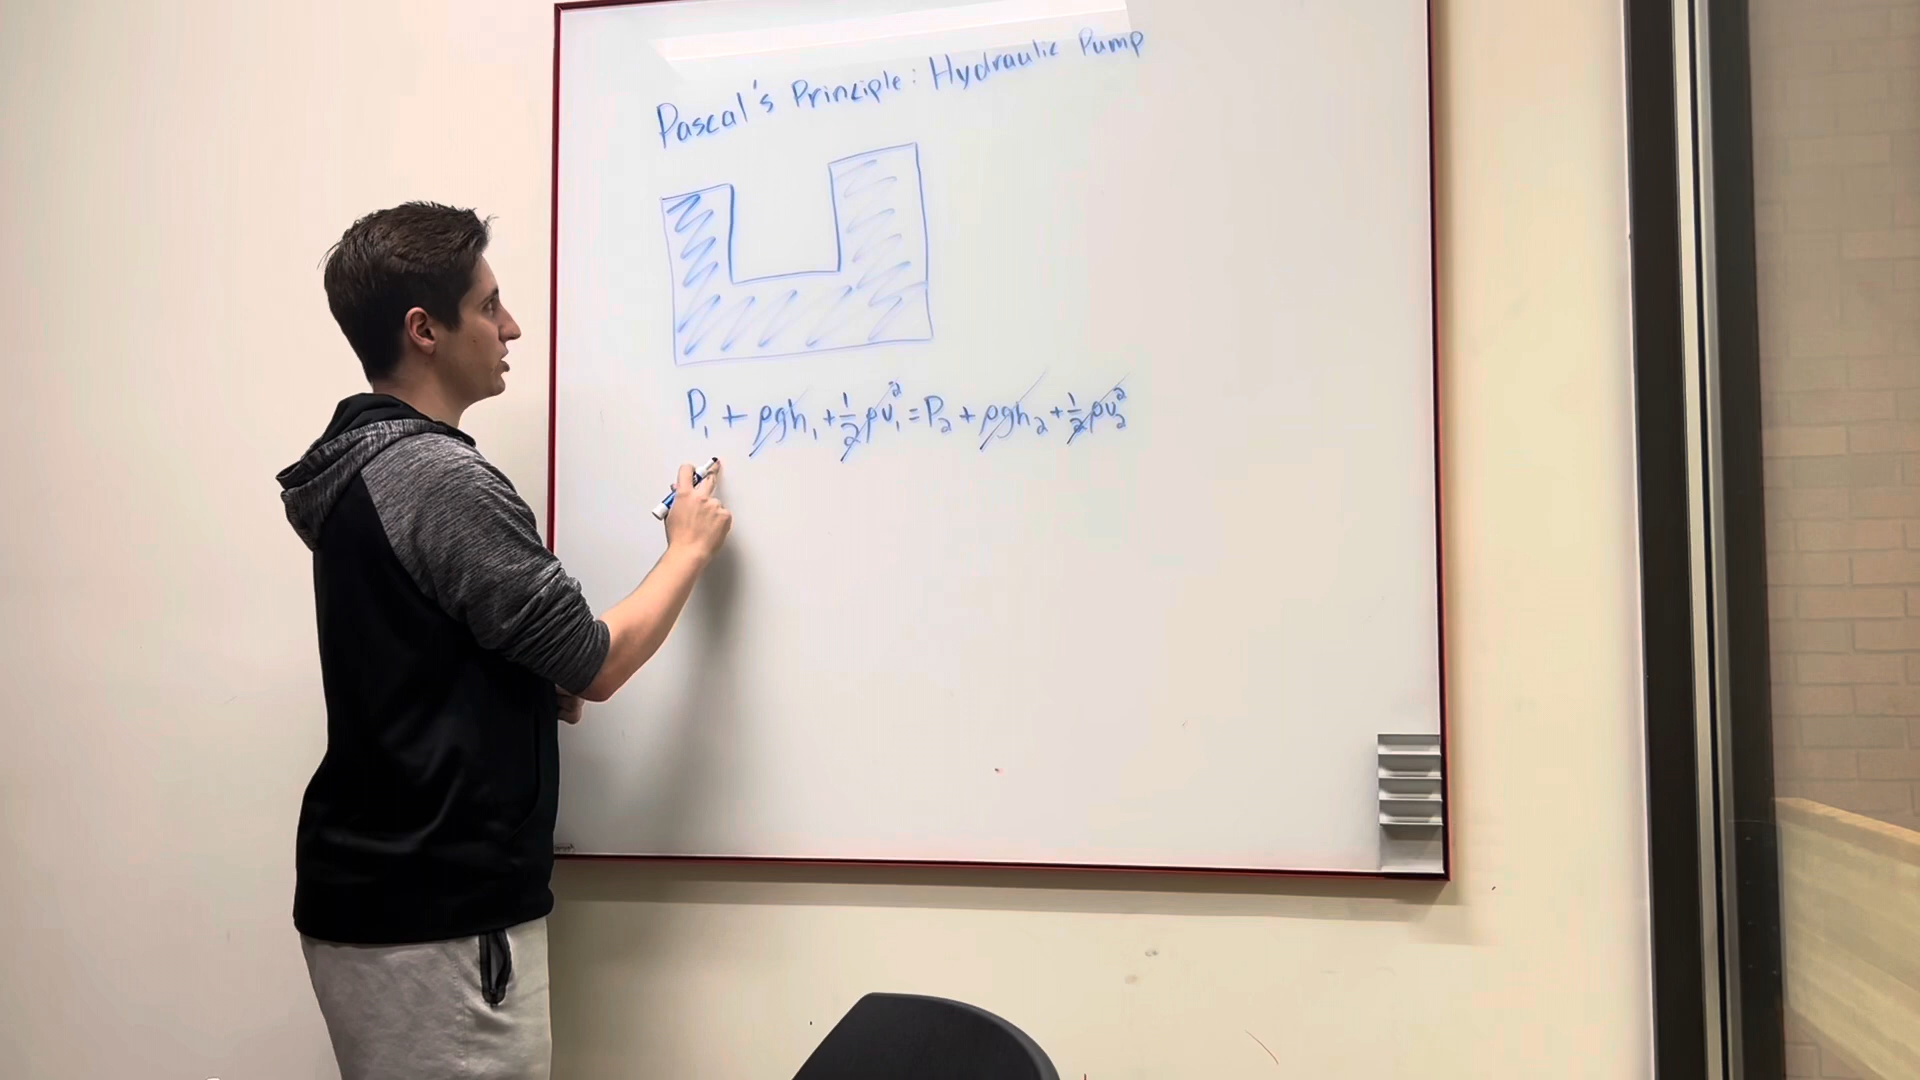 Pascal's Principle: Hydraulic Pump
P₁ + ρgh₁ + ½ρv₁² = P₂ + ρgh₂ + ½ρv₂²